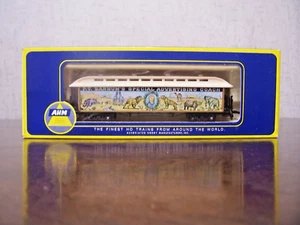 P.T. BARNUM'S SPECIAL ADVERTISING COACH
AHM
THE FINEST HO TRAINS FROM AROUND THE WORLD.